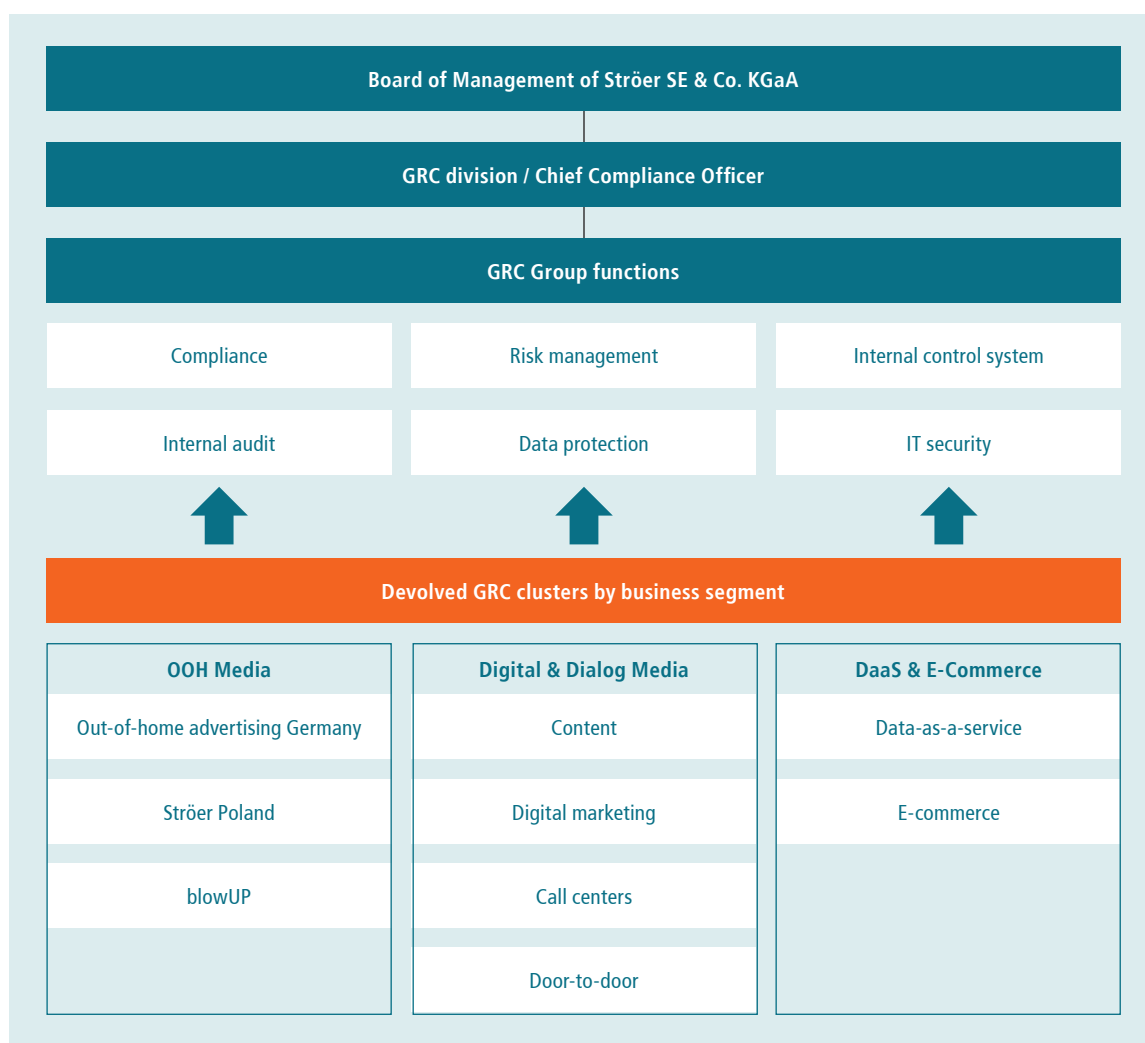 Board of Management of Ströer SE & Co. KGaA
GRC division / Chief Compliance Officer
GRC Group functions
Compliance
Risk management
Internal control system
Internal audit
Data protection
IT security
Devolved GRC clusters by business segment
OOH Media
Out-of-home advertising Germany
Ströer Poland
blowUP
Digital & Dialog Media
Content
Digital marketing
Call centers
Door-to-door
DaaS & E-Commerce
Data-as-a-service
E-commerce